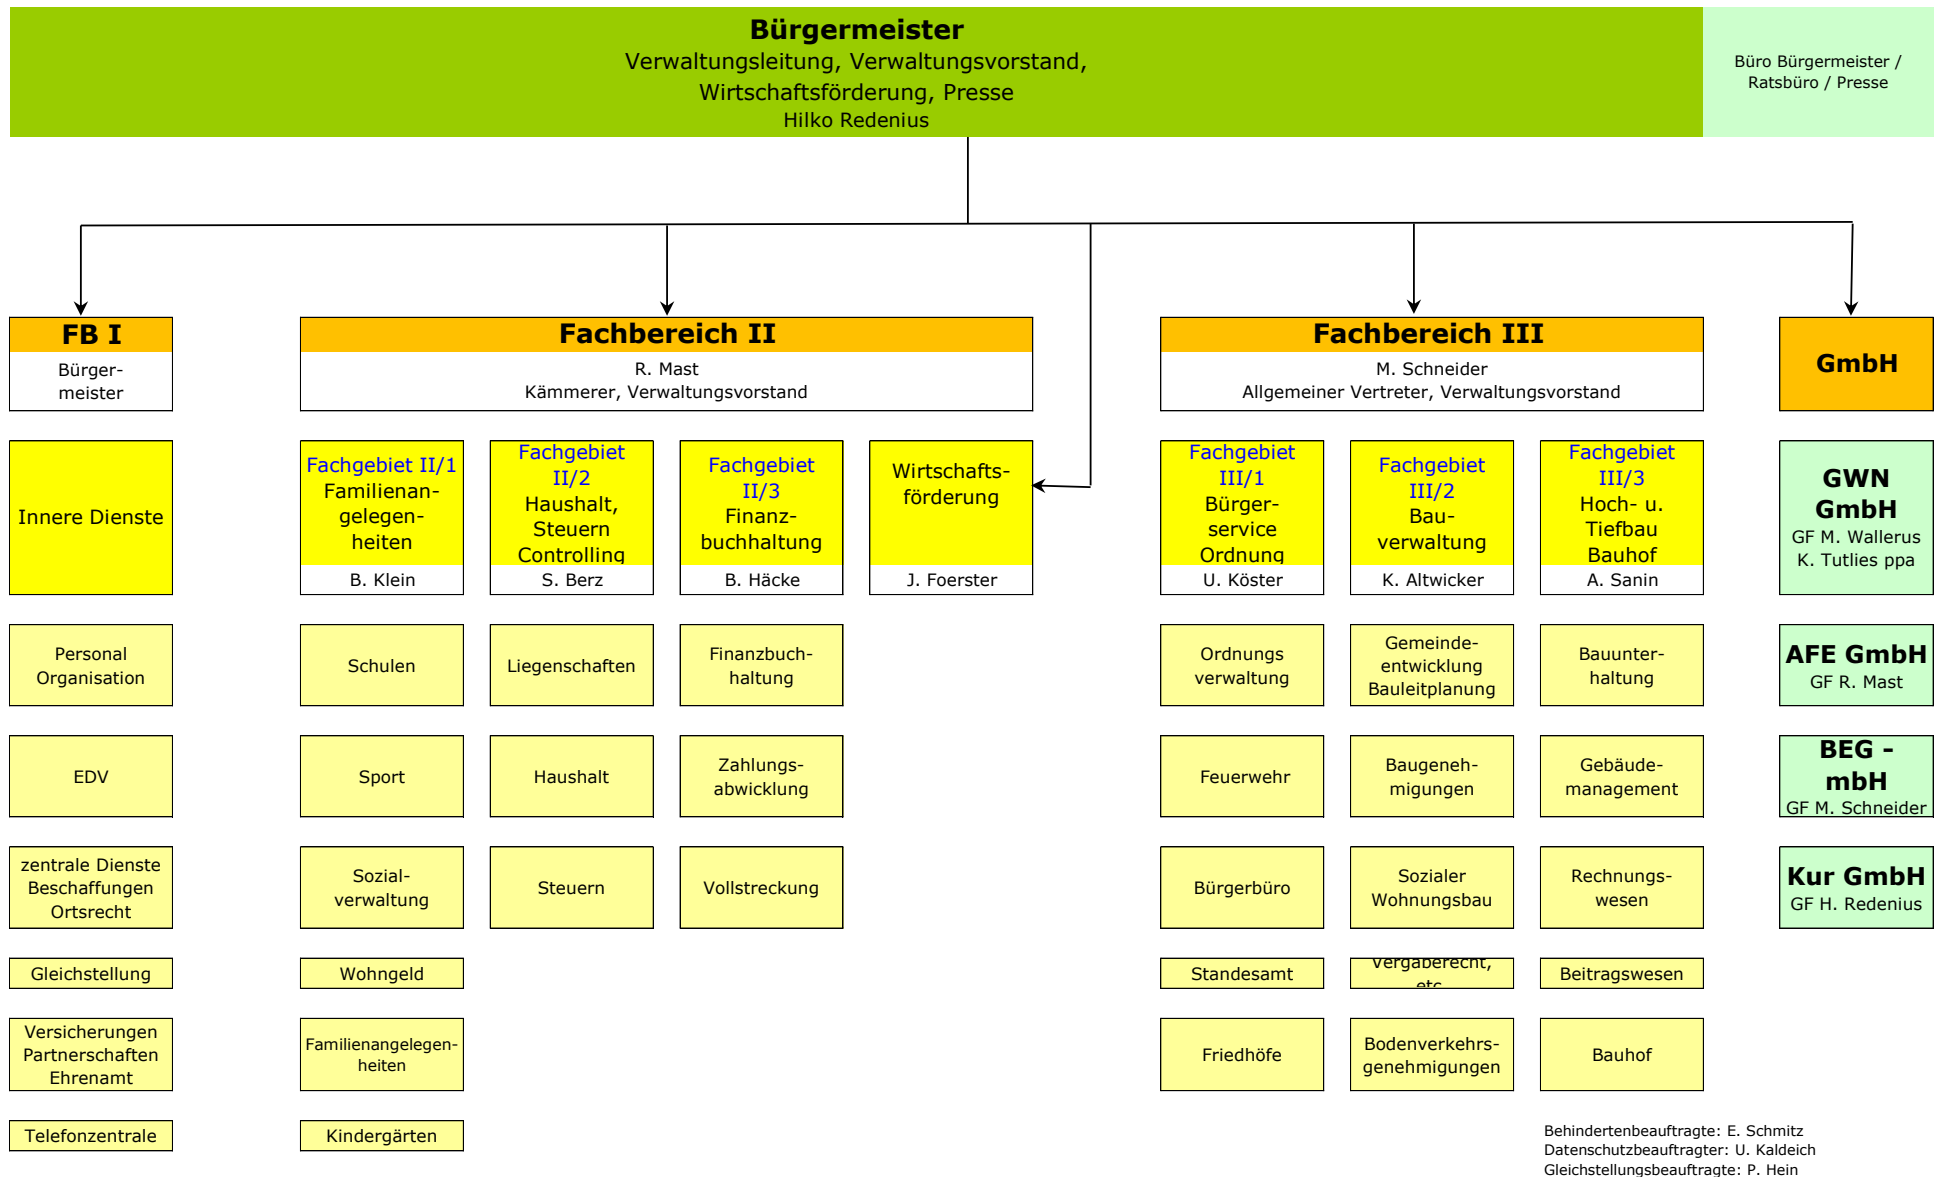 Bürgermeister
Verwaltungsleitung, Verwaltungsvorstand,
Wirtschaftsförderung, Presse
Hilko Redenius
Büro Bürgermeister /
Ratsbüro / Presse
FB I
Bürger-
meister
Fachbereich II
R. Mast
Kämmerer, Verwaltungsvorstand
Fachbereich III
M. Schneider
Allgemeiner Vertreter, Verwaltungsvorstand
GmbH
Innere Dienste
Fachgebiet II/1
Familienan-
gelegen-
heiten
B. Klein
Fachgebiet
II/2
Haushalt,
Steuern
Controlling
S. Berz
Fachgebiet
II/3
Finanz-
buchhaltung
B. Häcke
Wirtschafts-
förderung
J. Foerster
Fachgebiet
III/1
Bürger-
service
Ordnung
U. Köster
Fachgebiet
III/2
Bau-
verwaltung
K. Altwicker
Fachgebiet
III/3
Hoch- u.
Tiefbau
Bauhof
A. Sanin
GWN
GmbH
GF M. Wallerus
K. Tutlies ppa
Personal
Organisation
Schulen
Liegenschaften
Finanzbuch-
haltung
Ordnungs
verwaltung
Gemeinde-
entwicklung
Bauleitplanung
Bauunter-
haltung
AFE GmbH
GF R. Mast
EDV
Sport
Haushalt
Zahlungs-
abwicklung
Feuerwehr
Baugeneh-
migungen
Gebäude-
management
BEG -
mbH
GF M. Schneider
zentrale Dienste
Beschaffungen
Ortsrecht
Sozial-
verwaltung
Steuern
Vollstreckung
Bürgerbüro
Sozialer
Wohnungsbau
Rechnungs-
wesen
Kur GmbH
GF H. Redenius
Gleichstellung
Wohngeld
Standesamt
Vergaberecht,
etc
Beitragswesen
Versicherungen
Partnerschaften
Ehrenamt
Familienangelegen-
heiten
Friedhöfe
Bodenverkehrs-
genehmigungen
Bauhof
Telefonzentrale
Kindergärten
Behindertenbeauftragte: E. Schmitz
Datenschutzbeauftragter: U. Kaldeich
Gleichstellungsbeauftragte: P. Hein